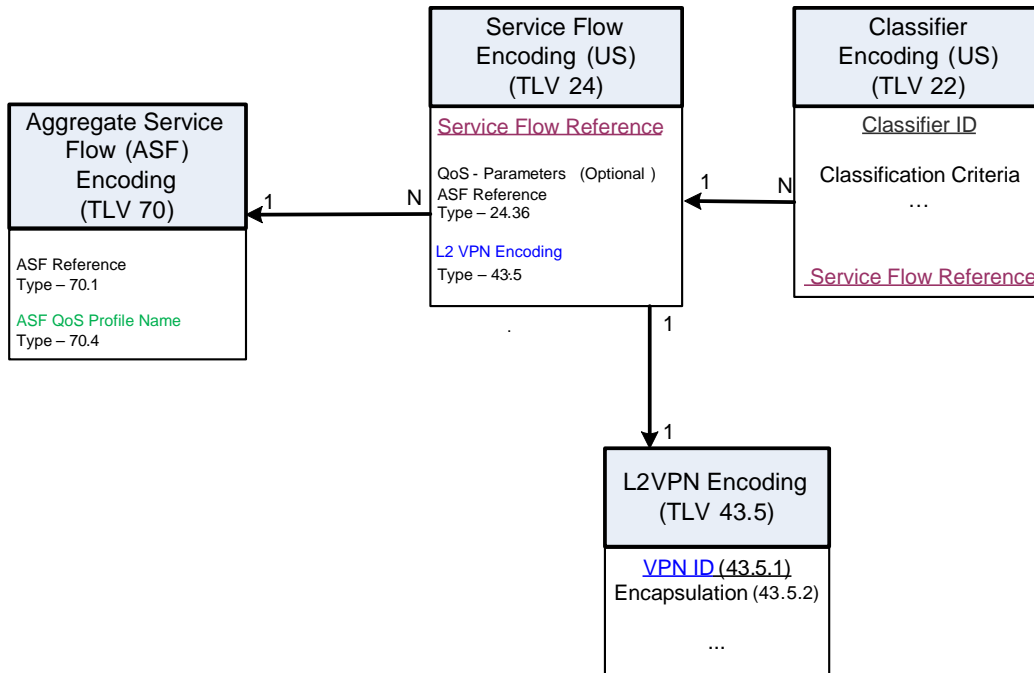 Aggregate Service
Flow (ASF)
Encoding
(TLV 70)
ASF Reference
Type – 70.1
ASF QoS Profile Name
Type – 70.4
1
N
Service Flow
Encoding (US)
(TLV 24)
Service Flow Reference
QoS - Parameters (Optional )
ASF Reference
Type – 24.36
L2 VPN Encoding
Type – 43.5
1
N
Classifier
Encoding (US)
(TLV 22)
Classifier ID
Classification Criteria
...
Service Flow Reference
.
1
1
L2VPN Encoding
(TLV 43.5)
VPN ID (43.5.1)
Encapsulation (43.5.2)
...